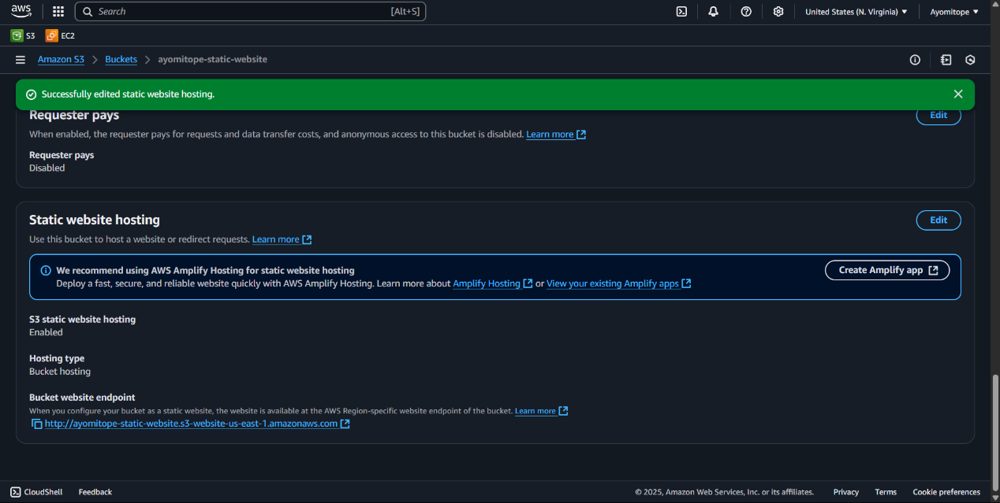 aws
Search [Alt+S]
United States (N. Virginia) Ayomitope
S3 EC2
Amazon S3 Buckets ayomitope-static-website
Successfully edited static website hosting.
Requester pays Edit
When enabled, the requester pays for requests and data transfer costs, and anonymous access to this bucket is disabled. Learn more
Requester pays
Disabled
Static website hosting Edit
Use this bucket to host a website or redirect requests. Learn more
We recommend using AWS Amplify Hosting for static website hosting Create Amplify app
Deploy a fast, secure, and reliable website quickly with AWS Amplify Hosting. Learn more about Amplify Hosting or View your existing Amplify apps
S3 static website hosting
Enabled
Hosting type
Bucket hosting
Bucket website endpoint
When you configure your bucket as a static website, the website is available at the AWS Region-specific website endpoint of the bucket. Learn more
http://ayomitope-static-website.s3-website-us-east-1.amazonaws.com
CloudShell Feedback © 2025, Amazon Web Services, Inc. or its affiliates. Privacy Terms Cookie preferences